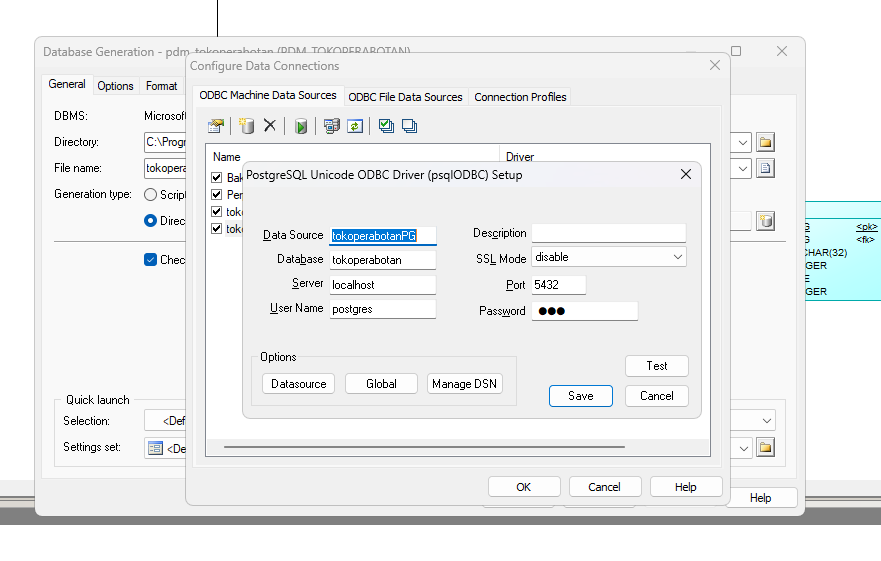 Database Generation - pdm_tokoperabotan (PDM_TOKOPERABOTAN)
Configure Data Connections
General
Options
Format
ODBC Machine Data Sources
ODBC File Data Sources
Connection Profiles
DBMS:
Microsof
Directory:
C:\Progr
File name:
tokopera
Generation type:
Script
Direc
Chec
Name
Driver
Bak
Per
tok
tok
PostgreSQL Unicode ODBC Driver (psqlODBC) Setup
Data Source
tokoperabotanPG
Description
Database
tokoperabotan
SSL Mode
disable
Server
localhost
Port
5432
User Name
postgres
Password
●●●
Options
Datasource
Global
Manage DSN
Test
Save
Cancel
Quick launch
Selection:
<Def
Settings set:
<De
OK
Cancel
Help
Help
G <pk>
G <fk>
CHAR(32)
GER
E
GER